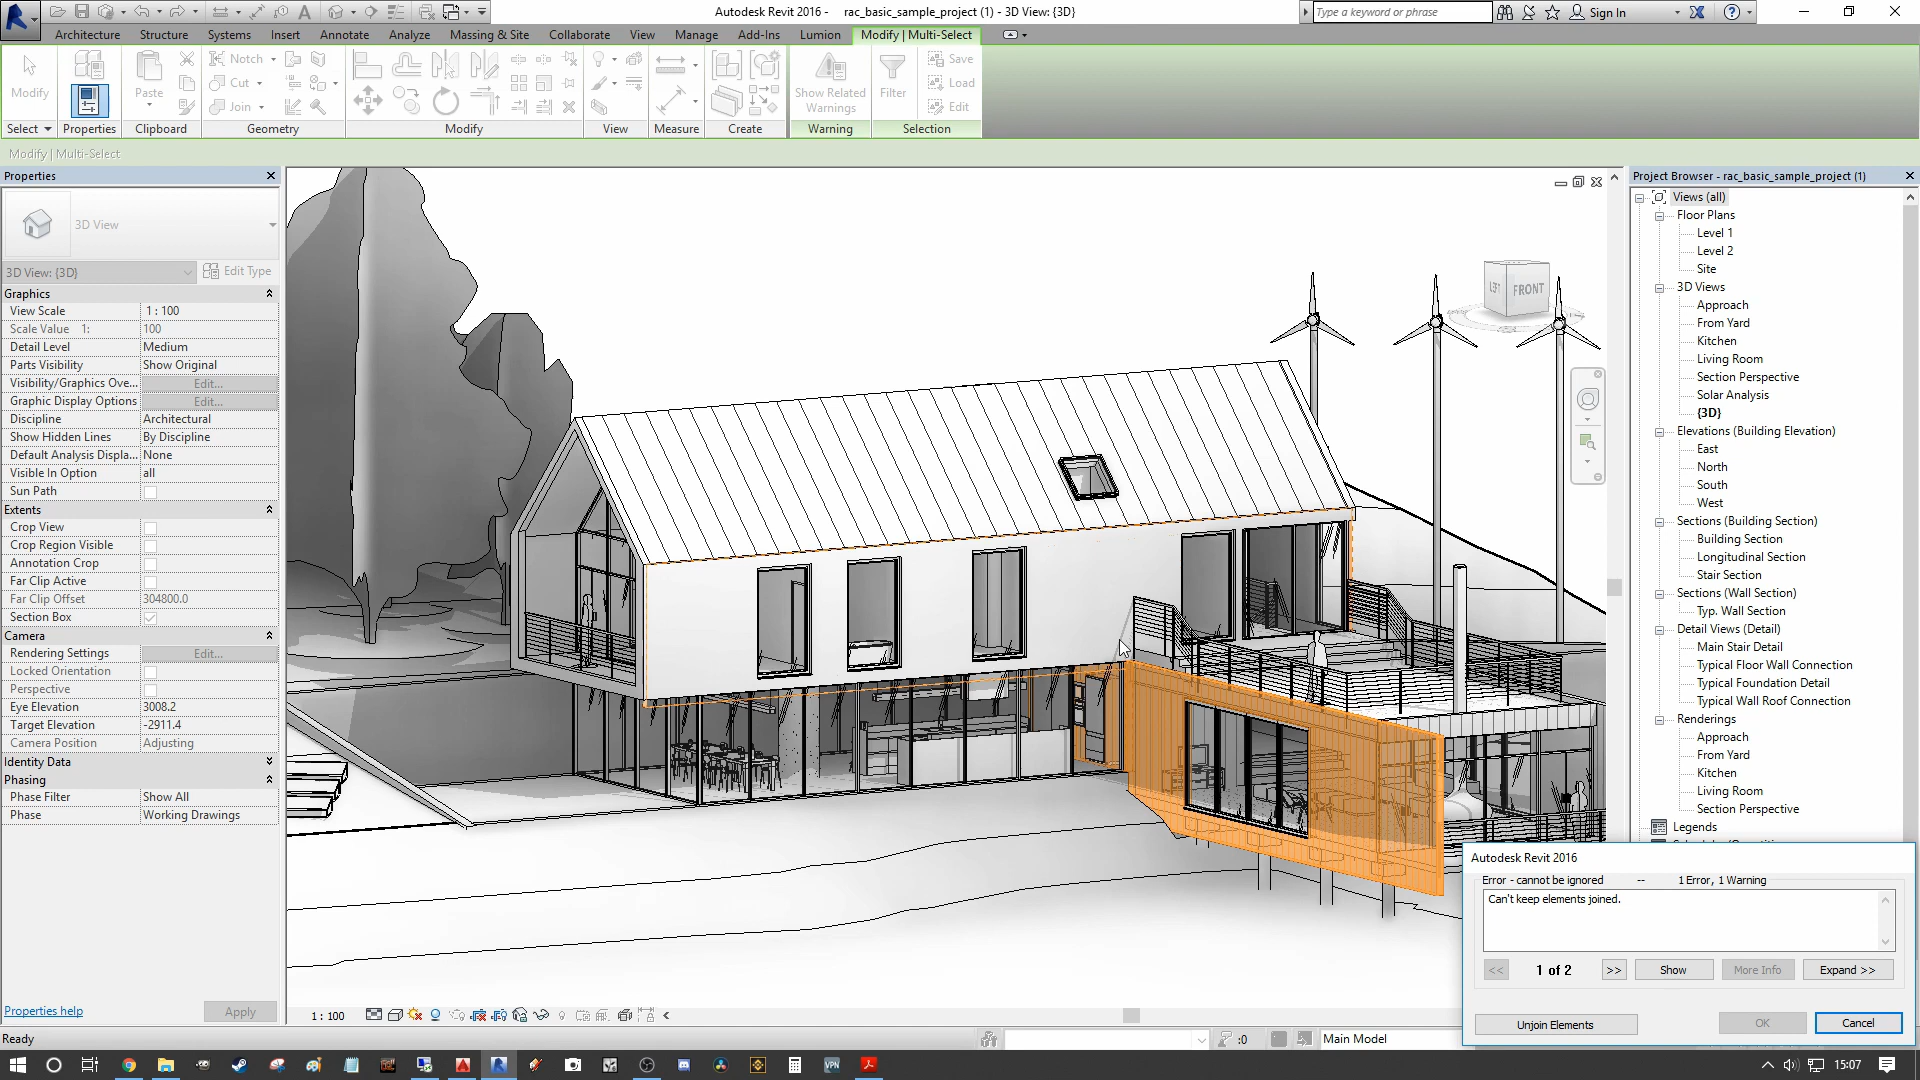 Autodesk Revit 2016 -     rac_basic_sample_project (1) - 3D View: {3D}
Type a keyword or phrase
Sign In
Architecture Structure Systems Insert Annotate Analyze Massing & Site Collaborate View Manage Add-Ins Lumion Modify | Multi-Select
Modify
Paste
Notch
Cut
Join
Show Related
Warnings
Filter
Save
Load
Edit
Select Properties Clipboard Geometry Modify View Measure Create Warning Selection
Modify | Multi-Select
Properties
3D View
3D View: {3D}
Edit Type
Graphics
View Scale 1 : 100
Scale Value 1: 100
Detail Level Medium
Parts Visibility Show Original
Visibility/Graphics Ove... Edit...
Graphic Display Options Edit...
Discipline Architectural
Show Hidden Lines By Discipline
Default Analysis Displa... None
Visible In Option all
Sun Path
Extents
Crop View
Crop Region Visible
Annotation Crop
Far Clip Active
Far Clip Offset 304800.0
Section Box
Camera
Rendering Settings Edit...
Locked Orientation
Perspective
Eye Elevation 3008.2
Target Elevation -2911.4
Camera Position Adjusting
Identity Data
Phasing
Phase Filter Show All
Phase Working Drawings
Properties help
Apply
LEFT
FRONT
Project Browser - rac_basic_sample_project (1)
Views (all)
Floor Plans
Level 1
Level 2
Site
3D Views
Approach
From Yard
Kitchen
Living Room
Section Perspective
Solar Analysis
{3D}
Elevations (Building Elevation)
East
North
South
West
Sections (Building Section)
Building Section
Longitudinal Section
Stair Section
Sections (Wall Section)
Typ. Wall Section
Detail Views (Detail)
Main Stair Detail
Typical Floor Wall Connection
Typical Foundation Detail
Typical Wall Roof Connection
Renderings
Approach
From Yard
Kitchen
Living Room
Section Perspective
Legends
Autodesk Revit 2016
Error - cannot be ignored -- 1 Error, 1 Warning
Can't keep elements joined.
<< 1 of 2 >> Show More Info Expand >>
Unjoin Elements OK Cancel
1 : 100
Ready
:0
Main Model
VPN
15:07